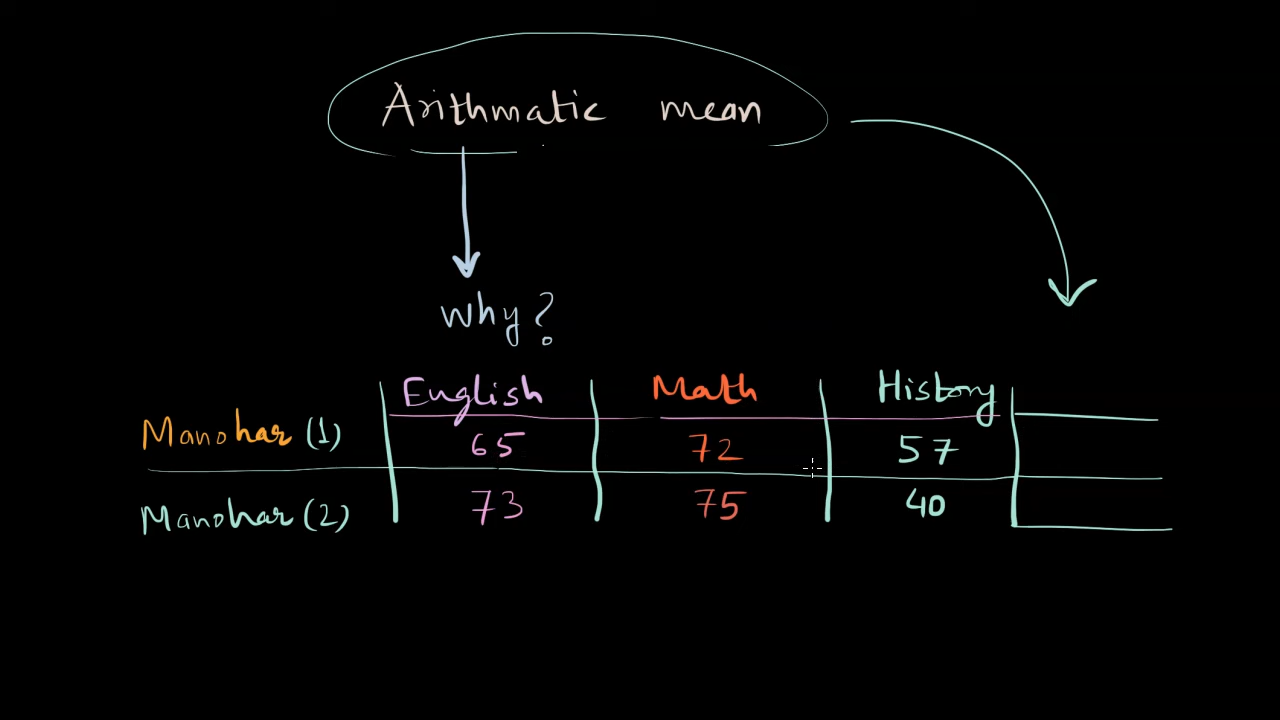 Arithmatic mean
Why?
English Math History
Manohar (1) 65 72 57
Manohar (2) 73 75 40